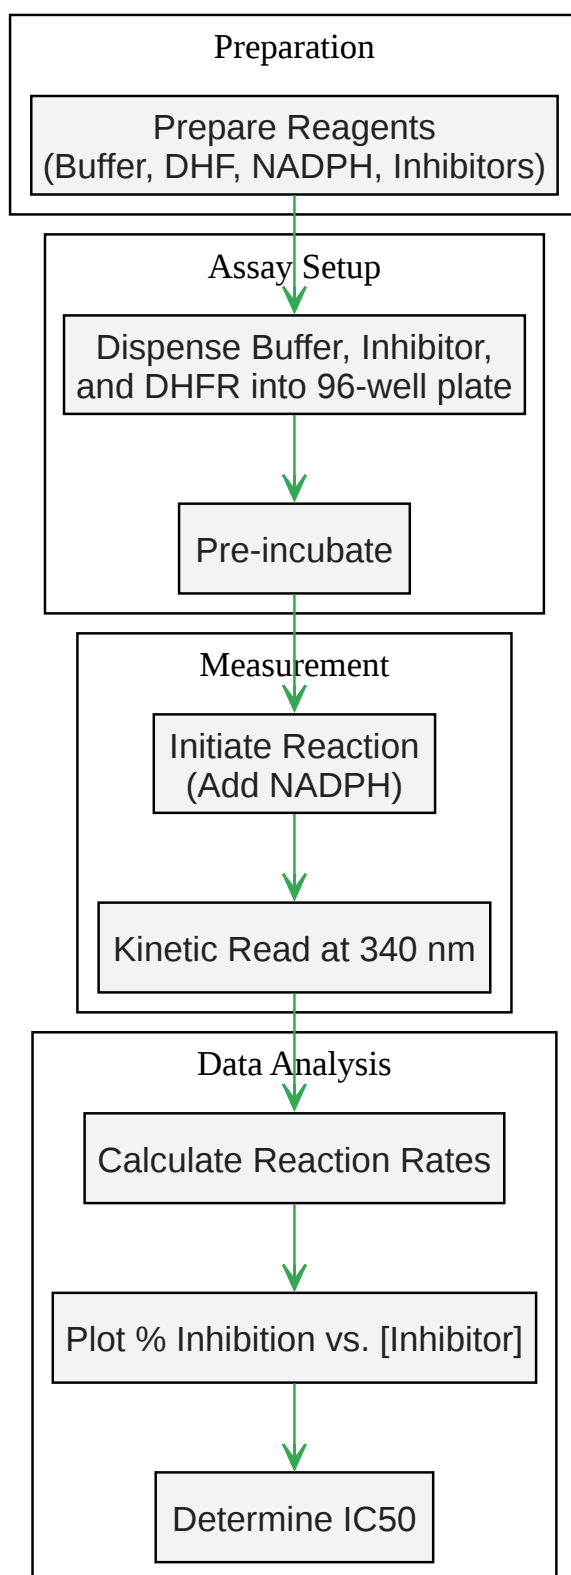 Preparation
Prepare Reagents
(Buffer, DHF, NADPH, Inhibitors)
Assay Setup
Dispense Buffer, Inhibitor,
and DHFR into 96-well plate
Pre-incubate
Measurement
Initiate Reaction
(Add NADPH)
Kinetic Read at 340 nm
Data Analysis
Calculate Reaction Rates
Plot % Inhibition vs. [Inhibitor]
Determine IC50